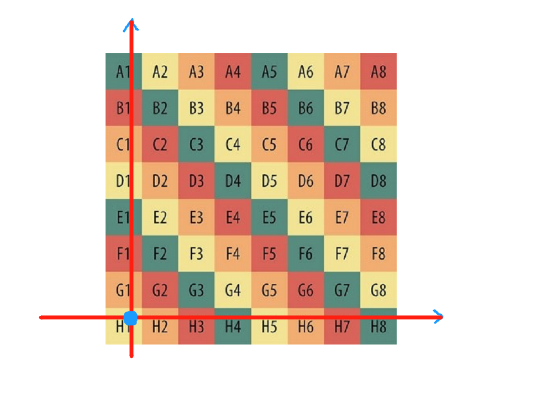 A1 A2 A3 A4 A5 A6 A7 A8
B1 B2 B3 B4 B5 B6 B7 B8
C1 C2 C3 C4 C5 C6 C7 C8
D1 D2 D3 D4 D5 D6 D7 D8
E1 E2 E3 E4 E5 E6 E7 E8
F1 F2 F3 F4 F5 F6 F7 F8
G1 G2 G3 G4 G5 G6 G7 G8
H1 H2 H3 H4 H5 H6 H7 H8